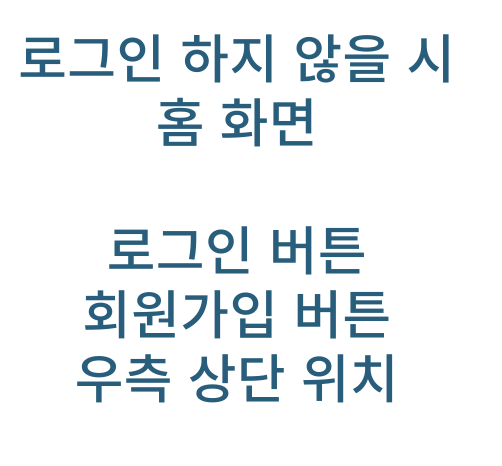 로그인 하지 않을 시
홈 화면
로그인 버튼
회원가입 버튼
우측 상단 위치